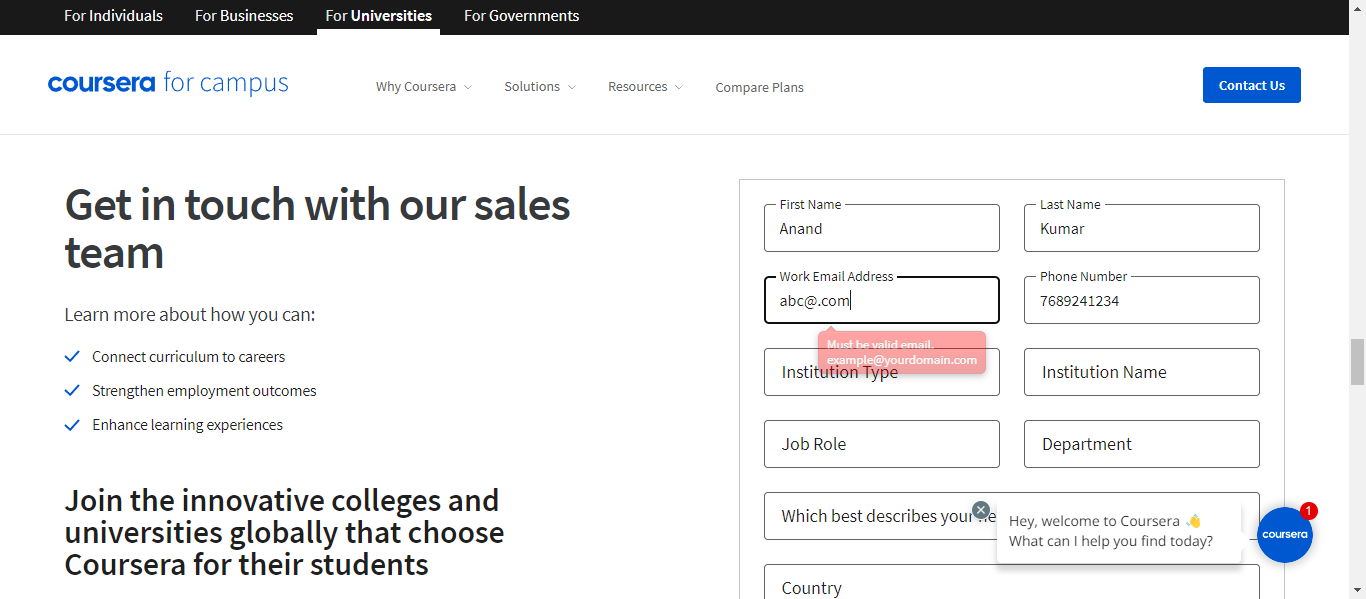 For Individuals For Businesses For Universities For Governments
coursera for campus Why Coursera Solutions Resources Compare Plans Contact Us
Get in touch with our sales
team
Learn more about how you can:
Connect curriculum to careers
Strengthen employment outcomes
Enhance learning experiences
Join the innovative colleges and
universities globally that choose
Coursera for their students
First Name Last Name
Anand Kumar
Work Email Address Phone Number
abc@.com 7689241234
Must be valid email.
example@yourdomain.com
Institution Type Institution Name
Job Role Department
Which best describes your ne
Country
Hey, welcome to Coursera 👋
What can I help you find today?
coursera
1